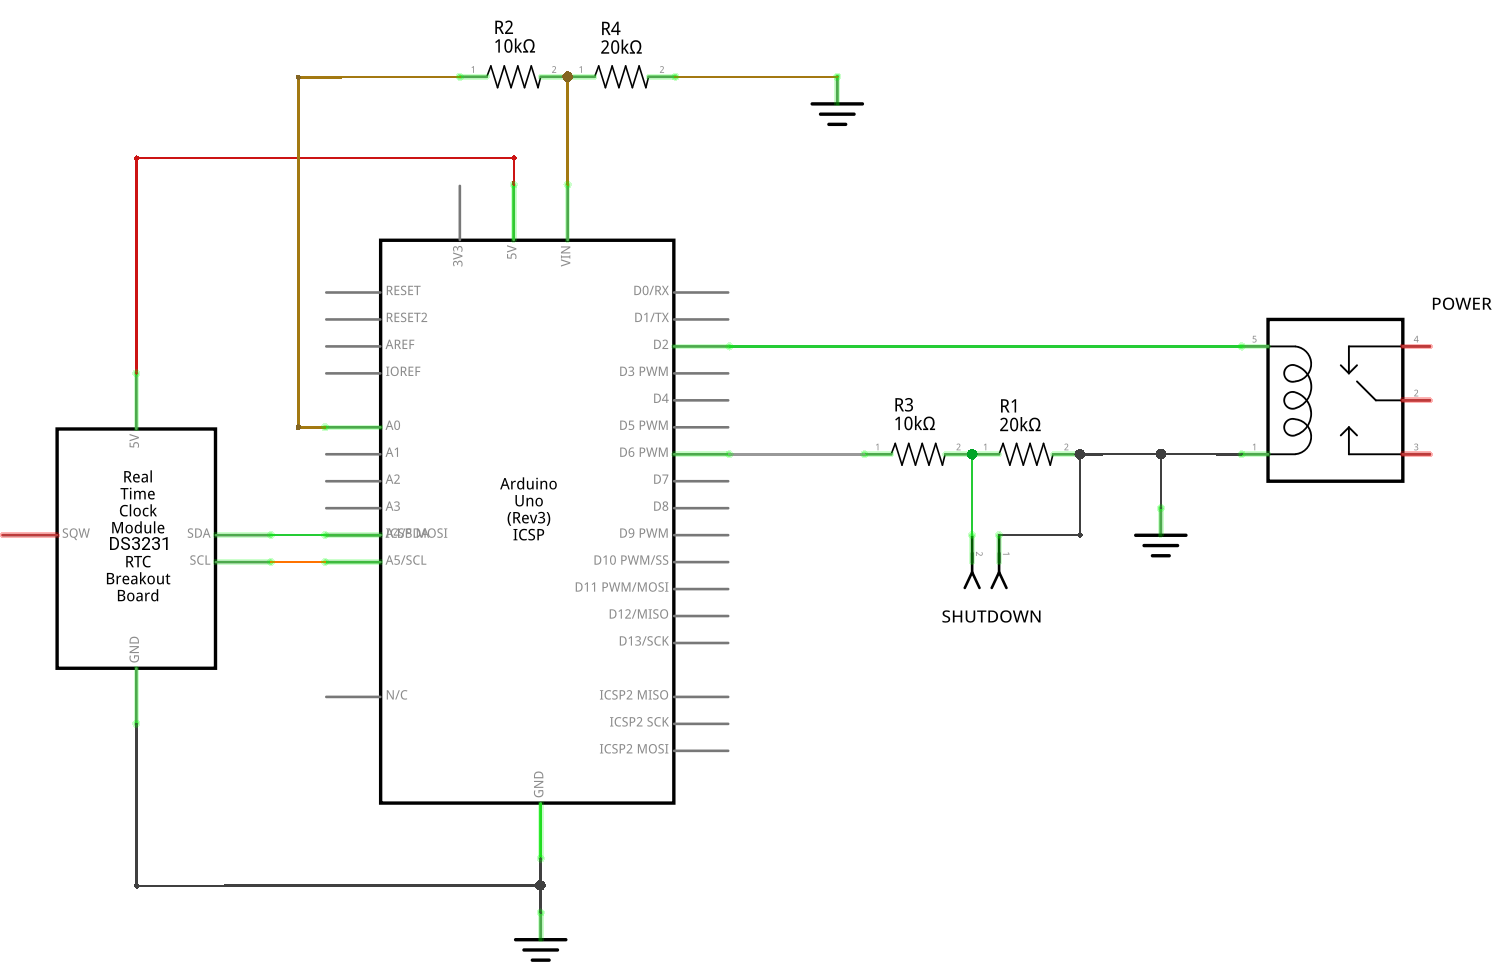 R2
10kΩ
R4
20kΩ
1
2
1
2
3V3
5V
VIN
POWER
RESET
RESET2
AREF
IOREF
A0
A1
A2
A3
A5/SCL
N/C
Arduino
Uno
(Rev3)
ICSP
D0/RX
D1/TX
D2
D3 PWM
D4
D5 PWM
D6 PWM
D7
D8
D9 PWM
D10 PWM/SS
D11 PWM/MOSI
D12/MISO
D13/SCK
ICSP2 MISO
ICSP2 SCK
ICSP2 MOSI
GND
5V
Real
Time
Clock
Module
DS3231
RTC
Breakout
Board
SQW
SDA
SCL
GND
R3
10kΩ
R1
20kΩ
1
2
1
2
2
1
SHUTDOWN
5
1
4
2
3